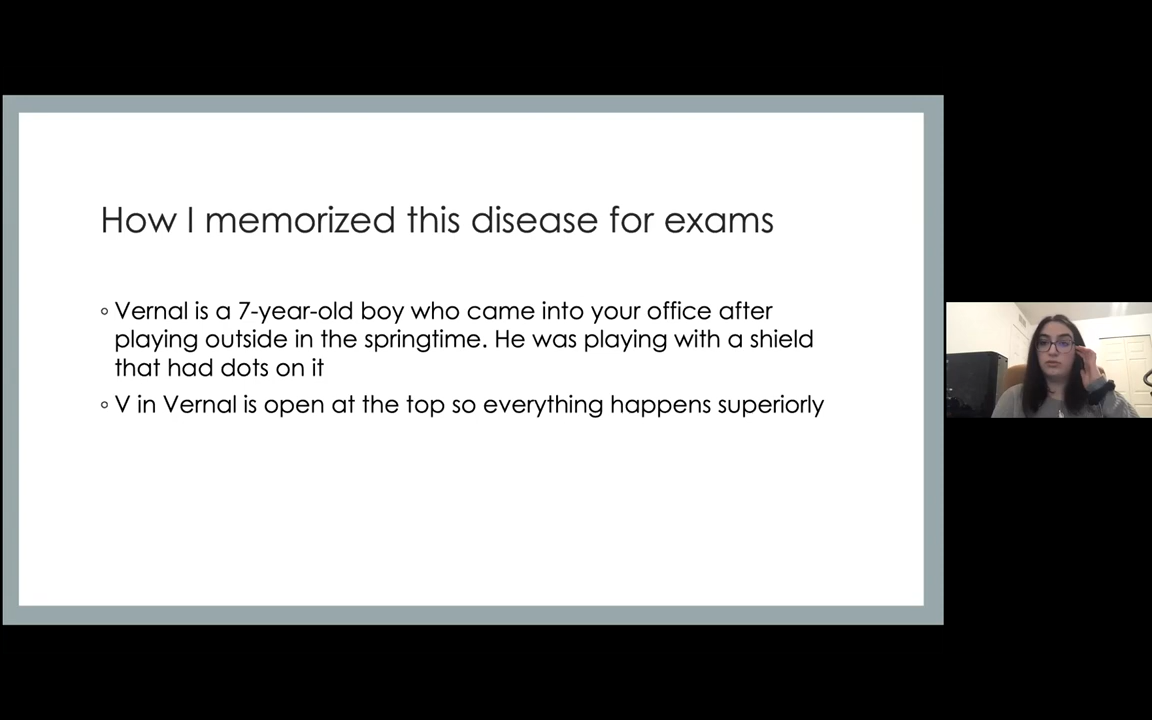 How I memorized this disease for exams
◦ Vernal is a 7-year-old boy who came into your office after
playing outside in the springtime. He was playing with a shield
that had dots on it
◦ V in Vernal is open at the top so everything happens superiorly